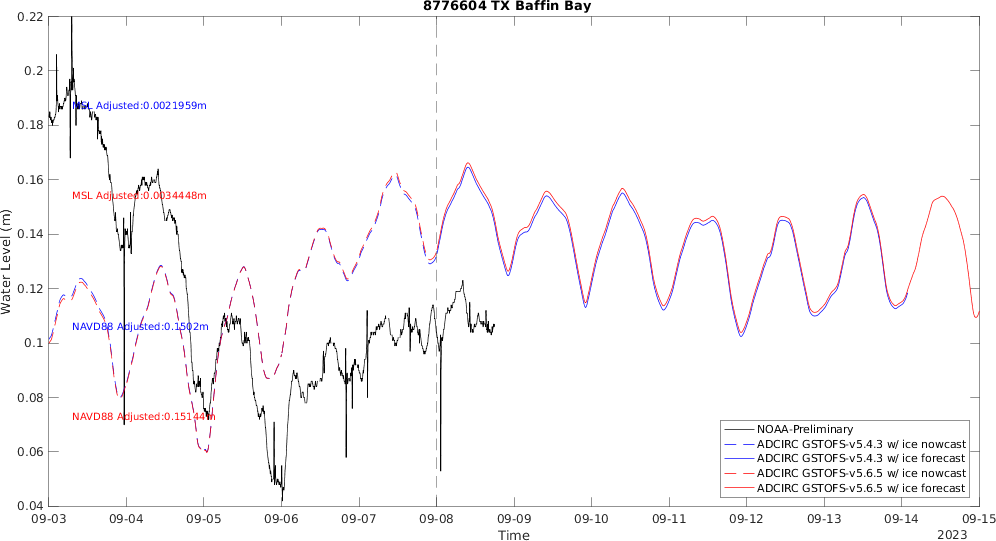 8776604 TX Baffin Bay
Water Level (m)
0.22
0.2
0.18
0.16
0.14
0.12
0.1
0.08
0.06
0.04
MSL Adjusted:0.0021959m
MSL Adjusted:0.0034448m
NAVD88 Adjusted:0.1502m
NAVD88 Adjusted:0.15144m
NOAA-Preliminary
ADCIRC GSTOFS-v5.4.3 w/ ice nowcast
ADCIRC GSTOFS-v5.4.3 w/ ice forecast
ADCIRC GSTOFS-v5.6.5 w/ ice nowcast
ADCIRC GSTOFS-v5.6.5 w/ ice forecast
09-03 09-04 09-05 09-06 09-07 09-08 09-09 09-10 09-11 09-12 09-13 09-14 09-15
Time
2023